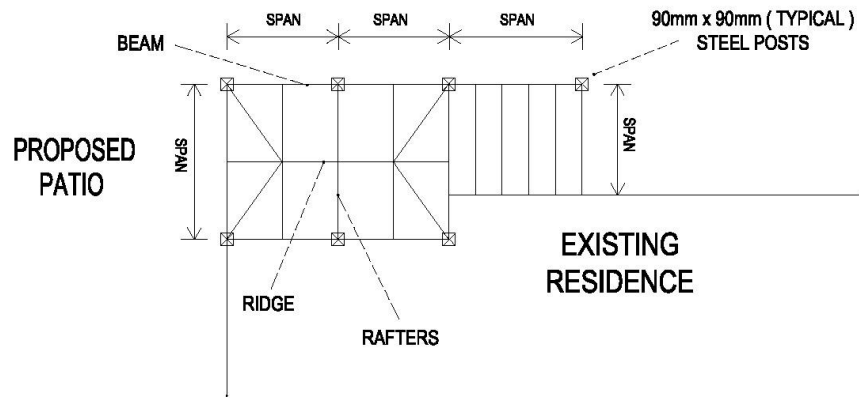 SPAN
SPAN
SPAN
90mm x 90mm ( TYPICAL )
STEEL POSTS
BEAM
PROPOSED
PATIO
SPAN
SPAN
EXISTING
RESIDENCE
RIDGE
RAFTERS